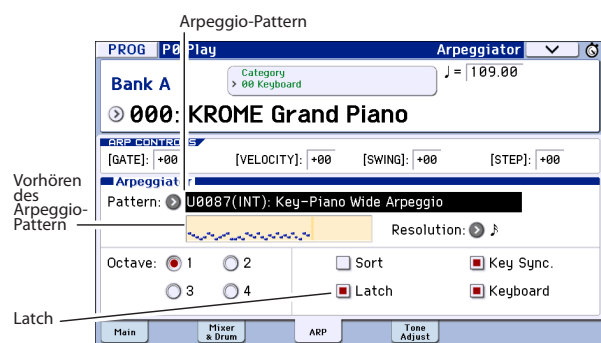 Arpeggio-Pattern
PROG P0 Play Arpeggiator
Bank A
Category
> 00 Keyboard
♩= 109.00
000: KROME Grand Piano
ARP CONTROLS
[GATE]: +00 [VELOCITY]: +00 [SWING]: +00 [STEP]: +00
Vorhören
des
Arpeggio-
Pattern
Arpeggiator
Pattern: U0087(INT): Key-Piano Wide Arpeggio
Resolution: ♪
Octave: 1 2 Sort Key Sync.
3 4 Latch Keyboard
Latch
Main Mixer & Drum ARP Tone Adjust